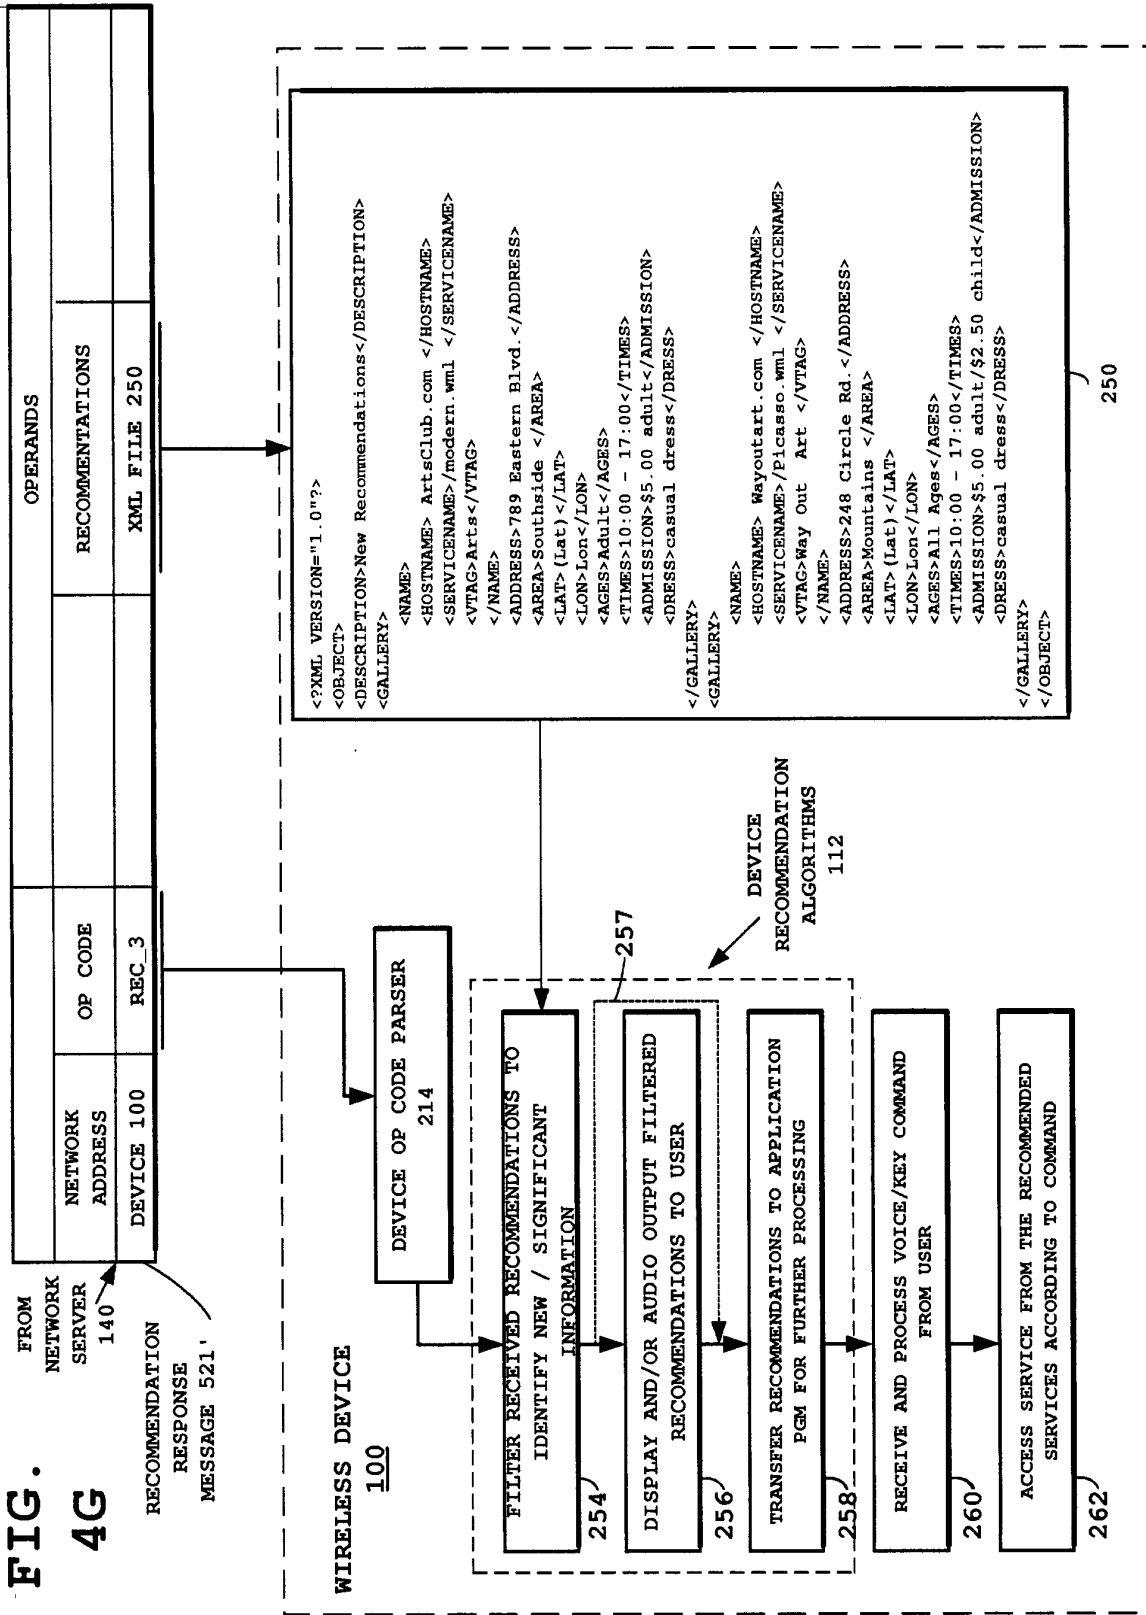 FIG.
4G
FROM
NETWORK
SERVER
140
RECOMMENDATION
RESPONSE
MESSAGE 521'
OPERANDS
NETWORK
ADDRESS
OP CODE
RECOMMENTATIONS
DEVICE 100
REC_3
XML FILE 250
WIRELESS DEVICE
100
DEVICE OP CODE PARSER
214
FILTER RECEIVED RECOMMENDATIONS TO
IDENTIFY NEW / SIGNIFICANT
INFORMATION
254
257
DISPLAY AND/OR AUDIO OUTPUT FILTERED
RECOMMENDATIONS TO USER
256
TRANSFER RECOMMENDATIONS TO APPLICATION
PGM FOR FURTHER PROCESSING
258
DEVICE
RECOMMENDATION
ALGORITHMS
112
RECEIVE AND PROCESS VOICE/KEY COMMAND
FROM USER
260
ACCESS SERVICE FROM THE RECOMMENDED
SERVICES ACCORDING TO COMMAND
262
<?XML VERSION="1.0"?>
<OBJECT>
<DESCRIPTION>New Recommendations</DESCRIPTION>
<GALLERY>
<NAME>
<HOSTNAME> ArtsClub.com </HOSTNAME>
<SERVICENAME>/modern.wml </SERVICENAME>
<VTAG>Arts</VTAG>
</NAME>
<ADDRESS>789 Eastern Blvd.</ADDRESS>
<AREA>Southside </AREA>
<LAT>(Lat)</LAT>
<LON>Lon</LON>
<AGES>Adult</AGES>
<TIMES>10:00 - 17:00</TIMES>
<ADMISSION>$5.00 adult</ADMISSION>
<DRESS>casual dress</DRESS>
</GALLERY>
<GALLERY>
<NAME>
<HOSTNAME> Wayoutart.com </HOSTNAME>
<SERVICENAME>/Picasso.wml </SERVICENAME>
<VTAG>Way Out Art </VTAG>
</NAME>
<ADDRESS>248 Circle Rd.</ADDRESS>
<AREA>Mountains </AREA>
<LAT>(Lat)</LAT>
<LON>Lon</LON>
<AGES>All Ages</AGES>
<TIMES>10:00 - 17:00</TIMES>
<ADMISSION>$5.00 adult/$2.50 child</ADMISSION>
<DRESS>casual dress</DRESS>
</GALLERY>
</OBJECT>
250